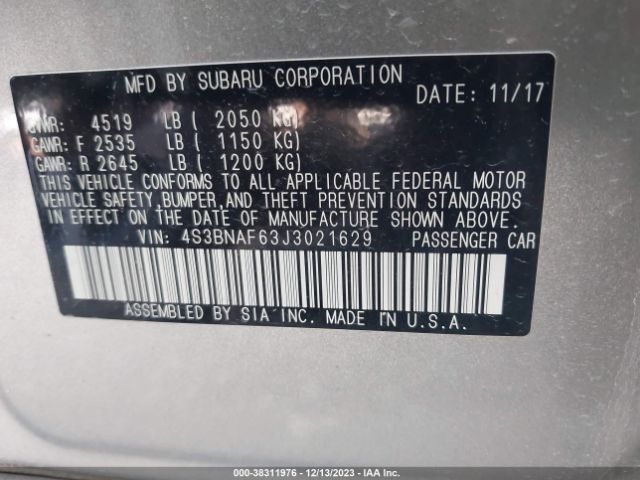 MFD BY SUBARU CORPORATION
DATE: 11/17
GVWR: 4519 LB ( 2050 KG)
GAWR: F 2535 LB ( 1150 KG)
GAWR: R 2645 LB ( 1200 KG)
THIS VEHICLE CONFORMS TO ALL APPLICABLE FEDERAL MOTOR
VEHICLE SAFETY, BUMPER, AND THEFT PREVENTION STANDARDS
IN EFFECT ON DATE OF MANUFACTURE SHOWN ABOVE.
VIN: 4S3BNAF63J3021629 PASSENGER CAR
ASSEMBLED BY SIA INC. MADE IN U.S.A.
000-38311976 - 12/13/2023 - IAA Inc.